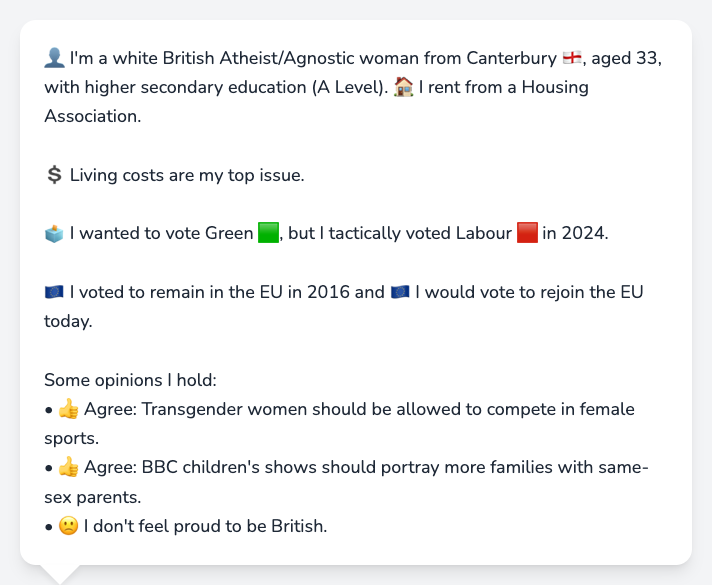 👤 I'm a white British Atheist/Agnostic woman from Canterbury 🏴󠁧󠁢󠁥󠁮󠁧󠁿, aged 33,
with higher secondary education (A Level). 🏠 I rent from a Housing
Association.
💲 Living costs are my top issue.
🗳️ I wanted to vote Green 🟩, but I tactically voted Labour 🟥 in 2024.
🇪🇺 I voted to remain in the EU in 2016 and 🇪🇺 I would vote to rejoin the EU
today.
Some opinions I hold:
• 👍 Agree: Transgender women should be allowed to compete in female
sports.
• 👍 Agree: BBC children's shows should portray more families with same-
sex parents.
• 🙁 I don't feel proud to be British.